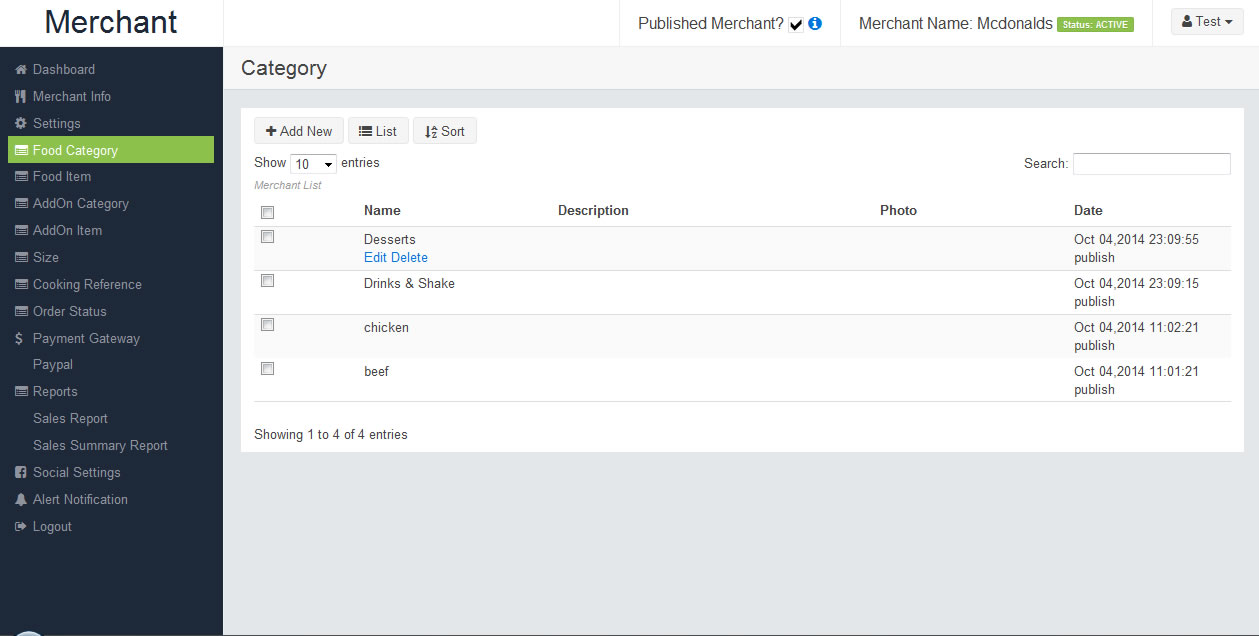 Merchant
Published Merchant?
Merchant Name: Mcdonalds Status: ACTIVE
Test
Dashboard
Merchant Info
Settings
Food Category
Food Item
AddOn Category
AddOn Item
Size
Cooking Reference
Order Status
Payment Gateway
Paypal
Reports
Sales Report
Sales Summary Report
Social Settings
Alert Notification
Logout
Category
Add New List Sort
Show 10 entries Search:
Merchant List
Name Description Photo Date
Desserts Oct 04,2014 23:09:55
Edit Delete publish
Drinks & Shake Oct 04,2014 23:09:15
publish
chicken Oct 04,2014 11:02:21
publish
beef Oct 04,2014 11:01:21
publish
Showing 1 to 4 of 4 entries